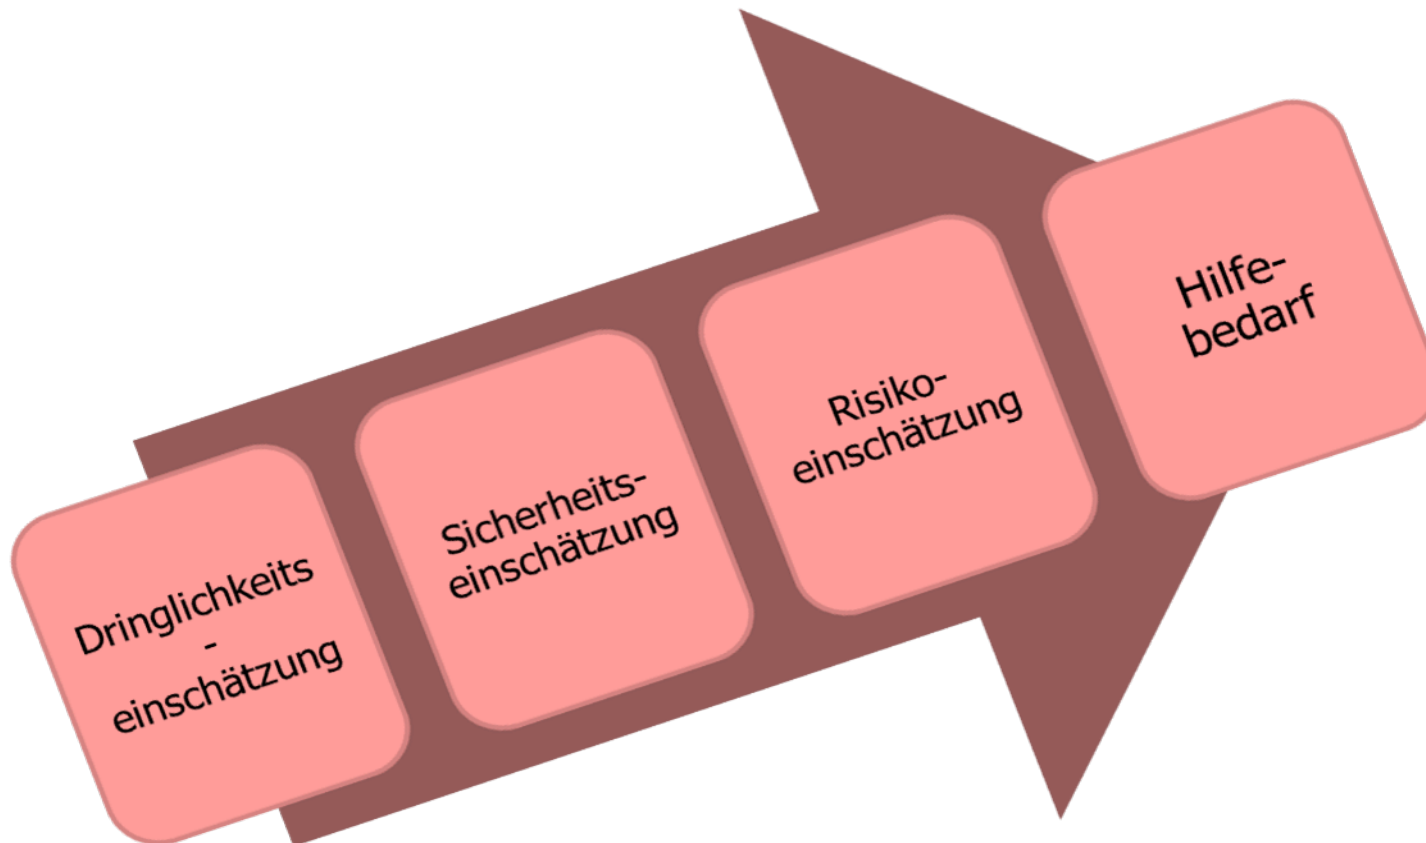 Dringlichkeits
-
einschätzung
Sicherheits-
einschätzung
Risiko-
einschätzung
Hilfe-
bedarf